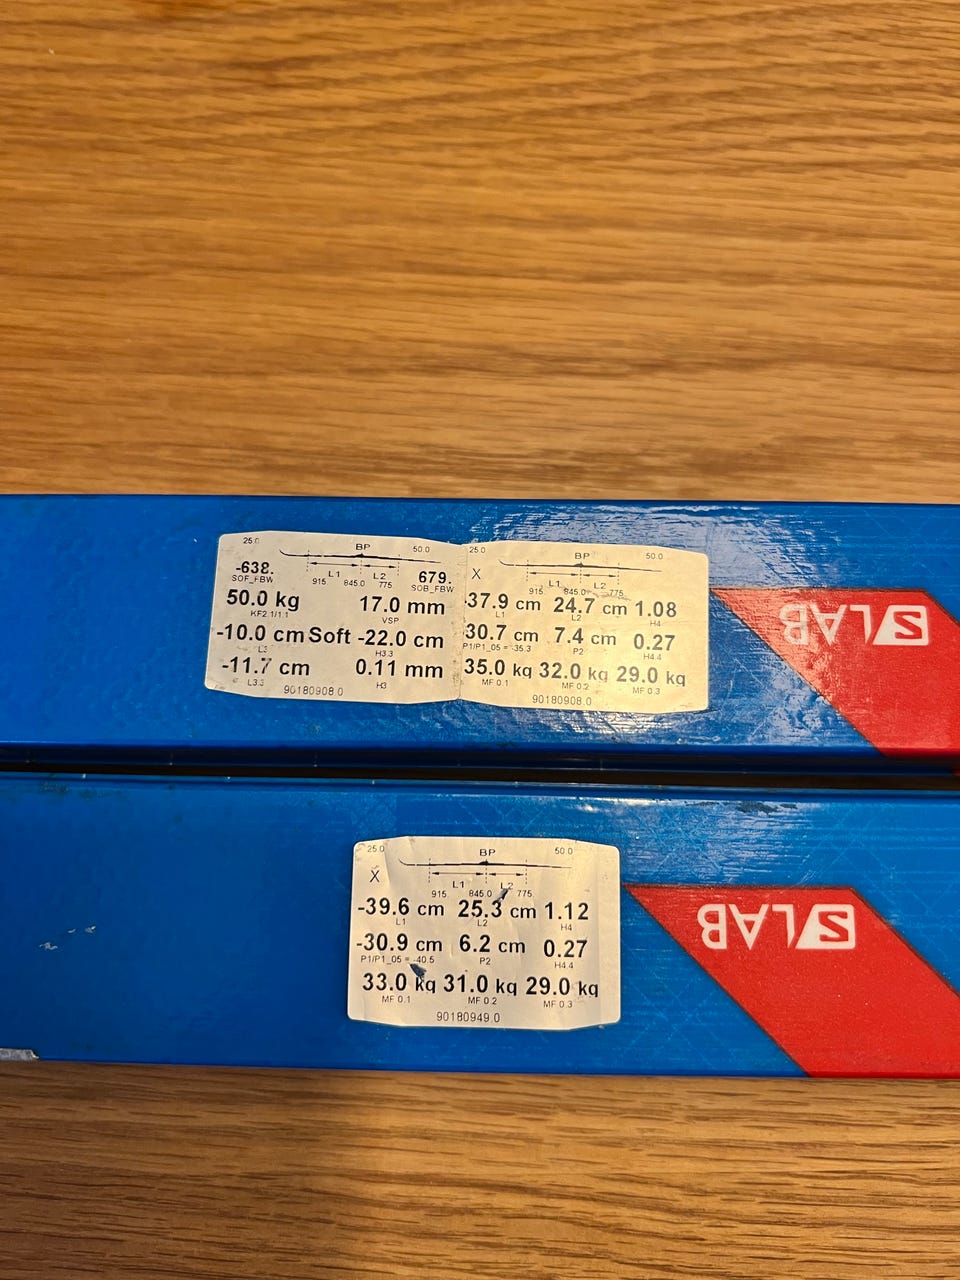 25.0 BP 50.0
-638. L1 L2 679.
SOF_FBW 915 845.0 775 SOB_FBW
50.0 kg 17.0 mm
KF2.1/1.1 VSP
-10.0 cm Soft -22.0 cm
L3 H3.3
-11.7 cm 0.11 mm
L3.3 H3
90180908.0
25.0 BP 50.0
X L1 L2
915 845.0 775
-37.9 cm 24.7 cm 1.08
L1 L2 H4
-30.7 cm 7.4 cm 0.27
P1/P1_05 = -35.3 P2 H4.4
35.0 kg 32.0 kg 29.0 kg
MF 0.1 MF 0.2 MF 0.3
90180908.0
S/LAB
25.0 BP 50.0
X L1 L2
915 845.0 775
-39.6 cm 25.3 cm 1.12
L1 L2 H4
-30.9 cm 6.2 cm 0.27
P1/P1_05 = -40.5 P2 H4.4
33.0 kg 31.0 kg 29.0 kg
MF 0.1 MF 0.2 MF 0.3
90180949.0
S/LAB